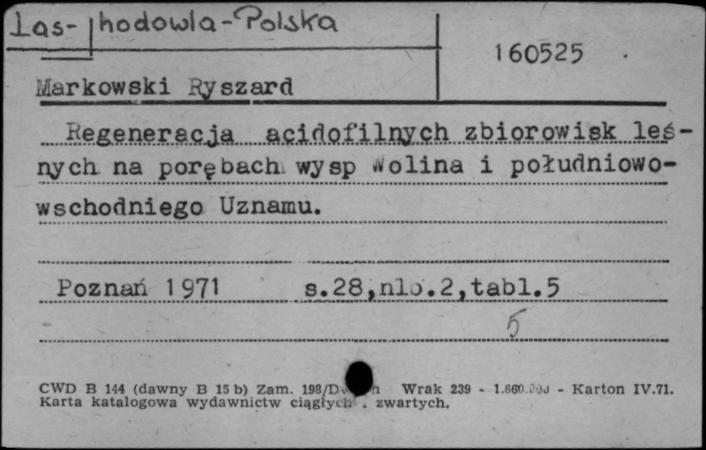 Las- hodowla-Polska
160525
Markowski Ryszard
Regeneracja acidofilnych zbiorowisk leś-
nych na porębach wysp Wolina i południowo-
wschodniego Uznamu.
Poznań 1971 s.28,nlb.2,tabl.5
5
CWD B 144 (dawny B 15 b) Zam. 198/ Wrak 239 - - Karton IV.71.
Karta katalogowa wydawnictw ciągłych zwartych.